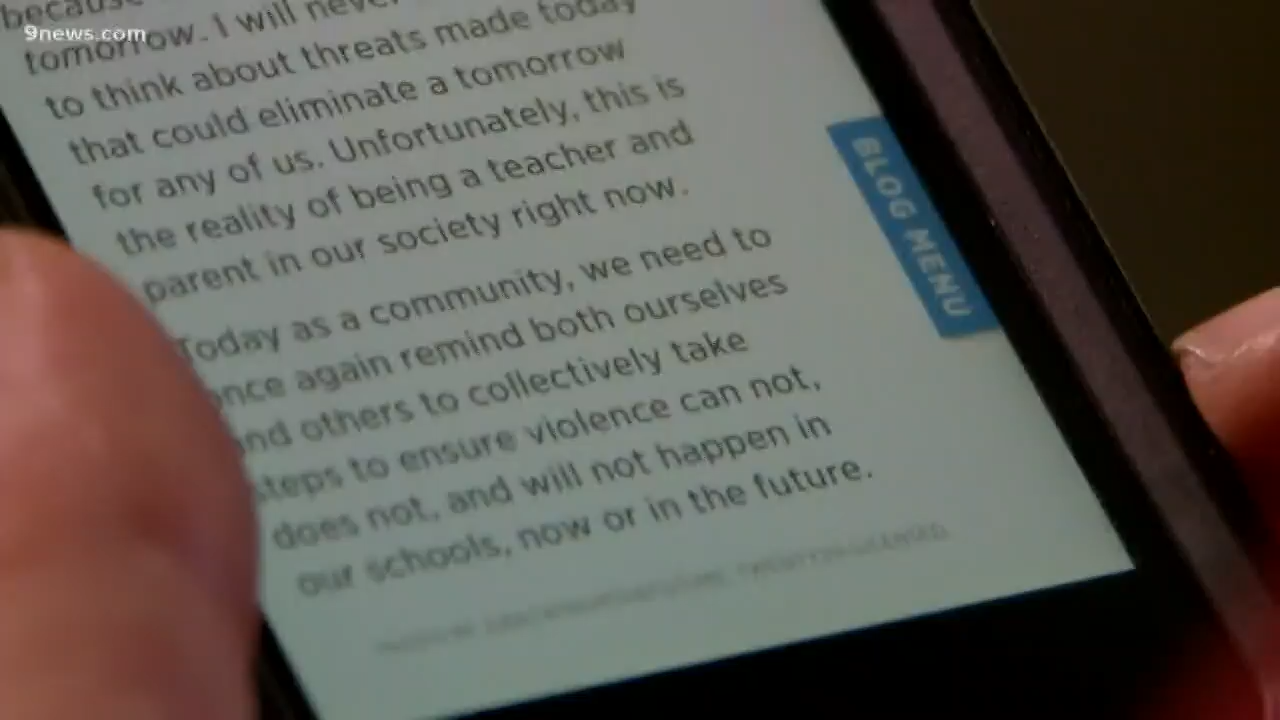 9news.com
because
tomorrow. I will never
to think about threats made today
that could eliminate a tomorrow
for any of us. Unfortunately, this is
the reality of being a teacher and
parent in our society right now.
Today as a community, we need to
once again remind both ourselves
and others to collectively take
steps to ensure violence can not,
does not, and will not happen in
our schools, now or in the future.
BLOG MENU